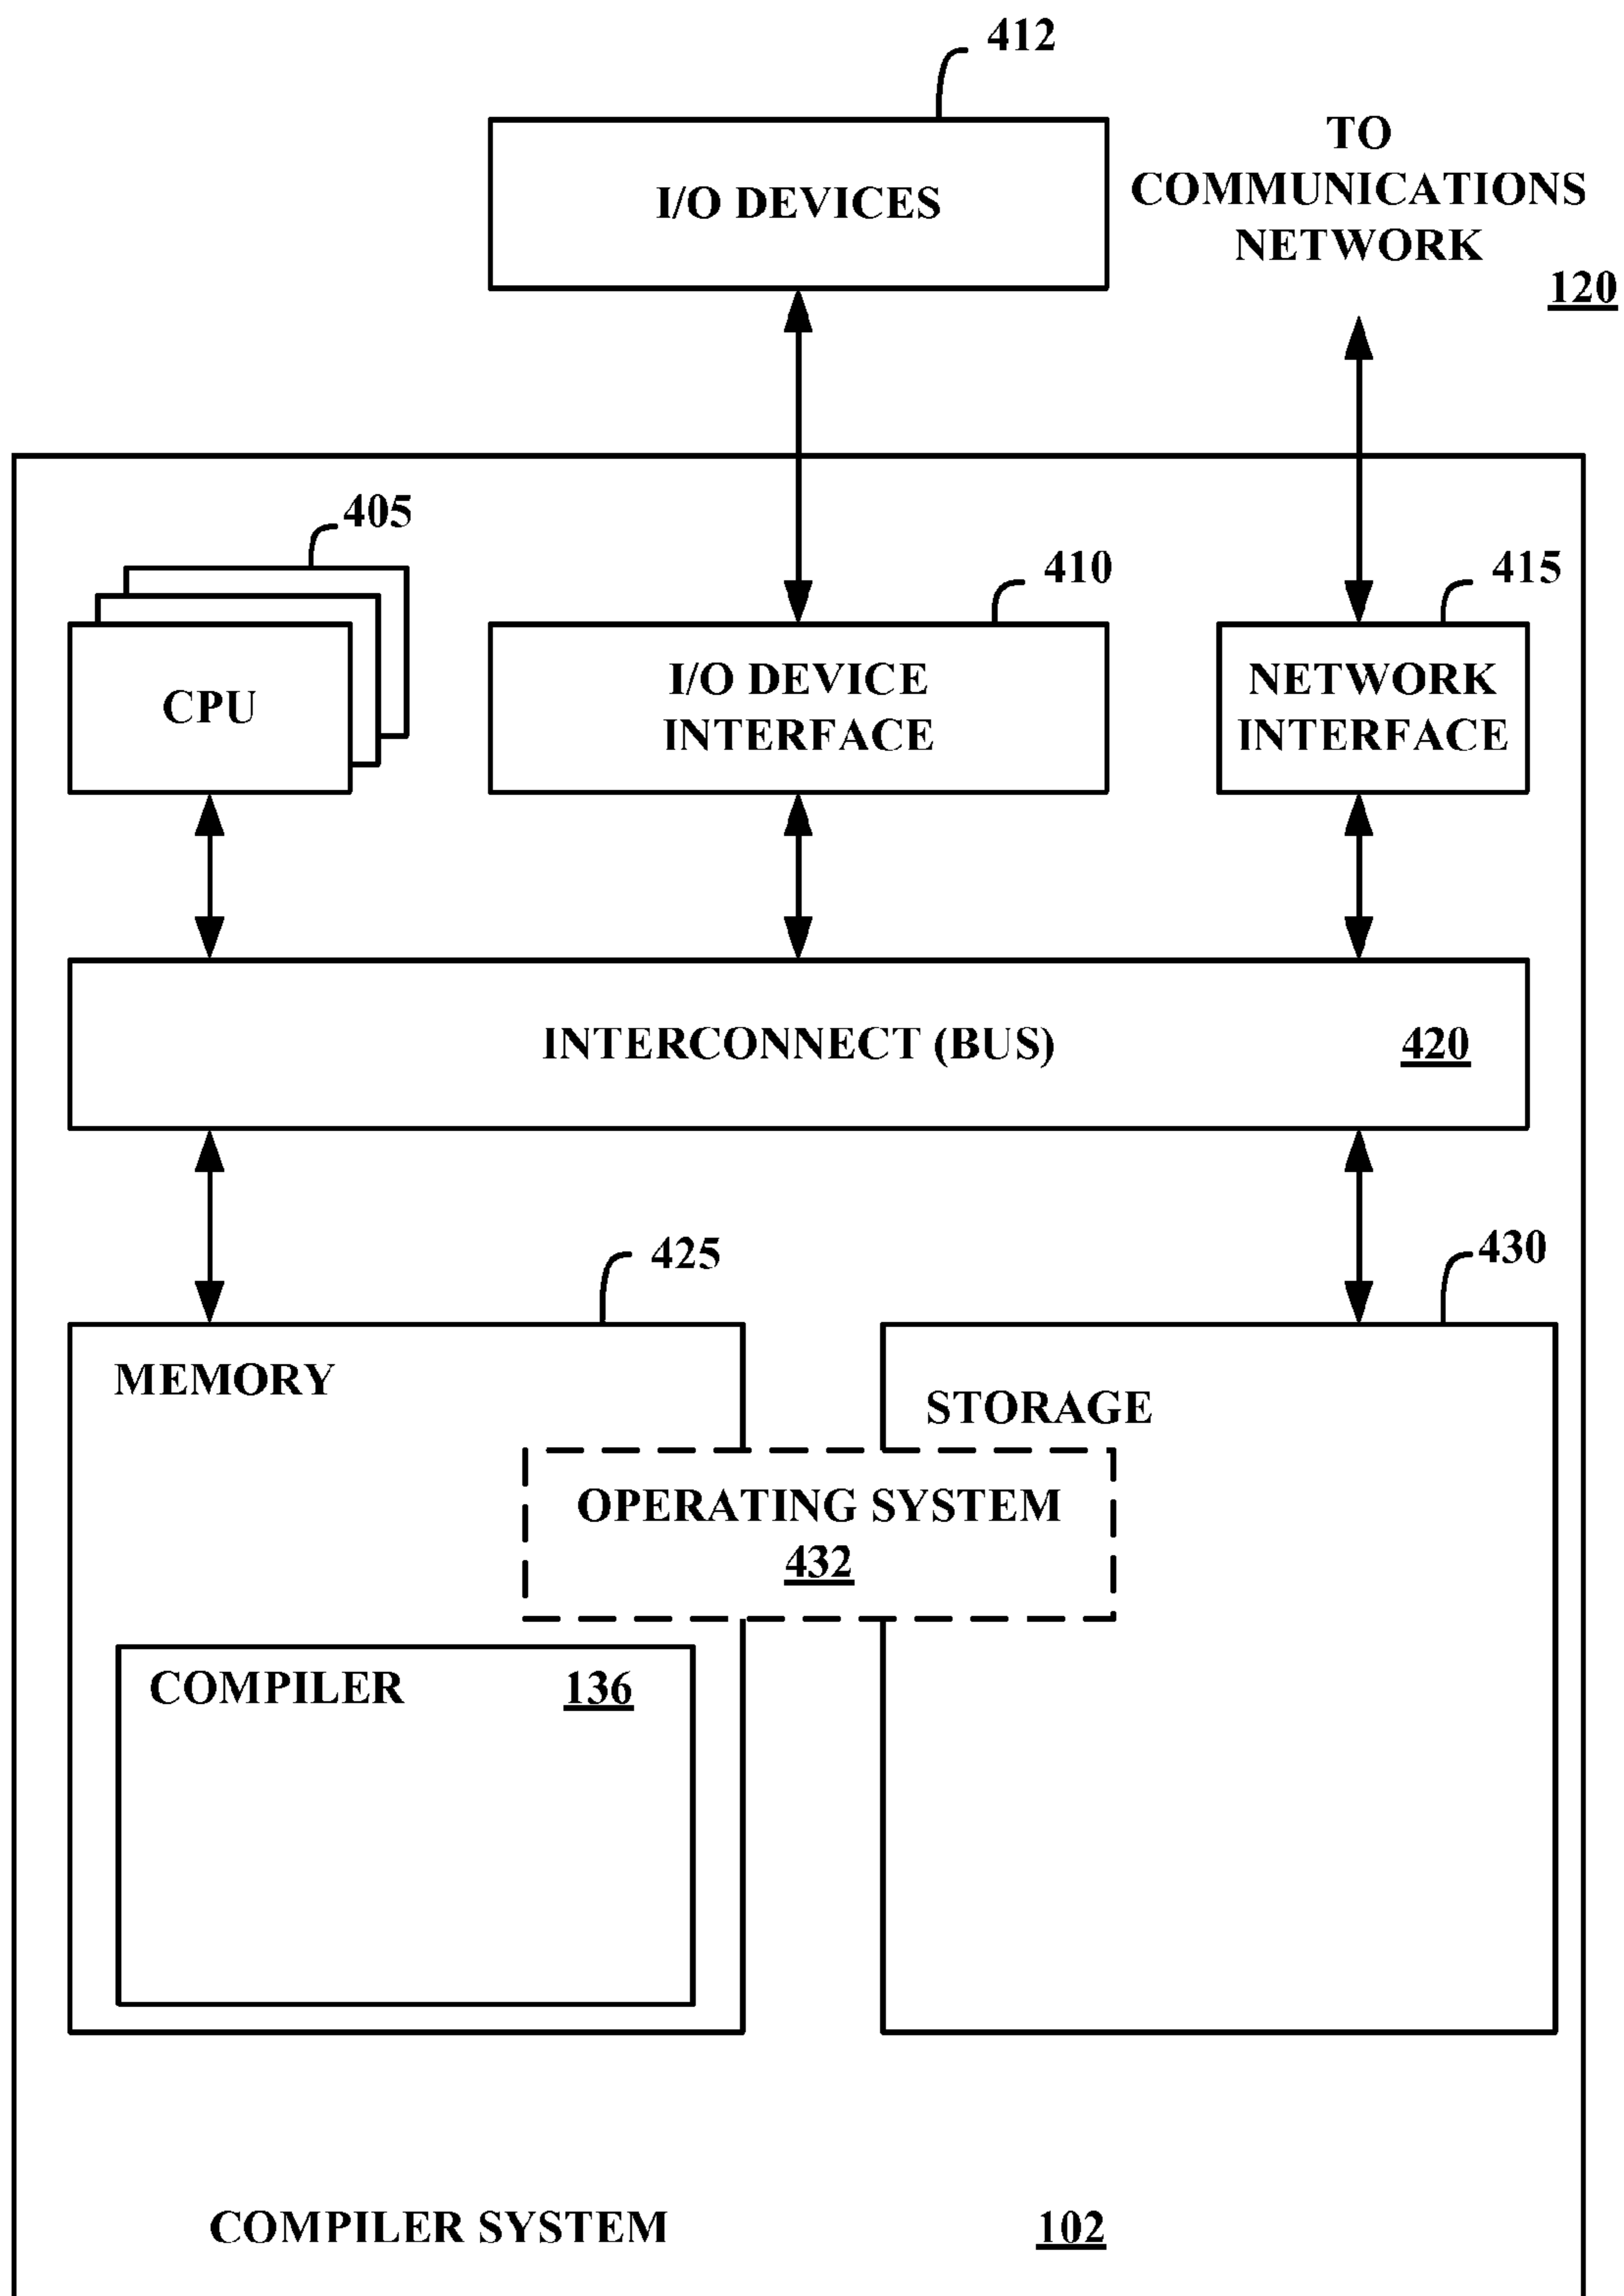 412
I/O DEVICES
TO
COMMUNICATIONS
NETWORK
120
405
CPU
410
I/O DEVICE
INTERFACE
415
NETWORK
INTERFACE
INTERCONNECT (BUS)
420
425
MEMORY
430
STORAGE
OPERATING SYSTEM
432
COMPILER
136
COMPILER SYSTEM
102